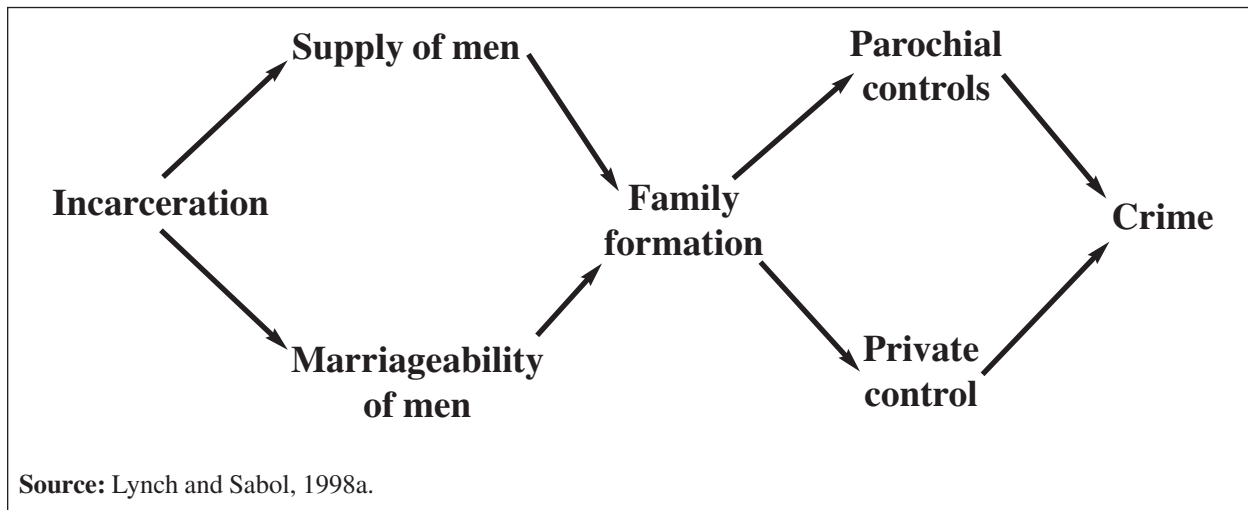 Supply of men
Parochial
controls
Incarceration
Family
formation
Crime
Marriageability
of men
Private
control
Source: Lynch and Sabol, 1998a.